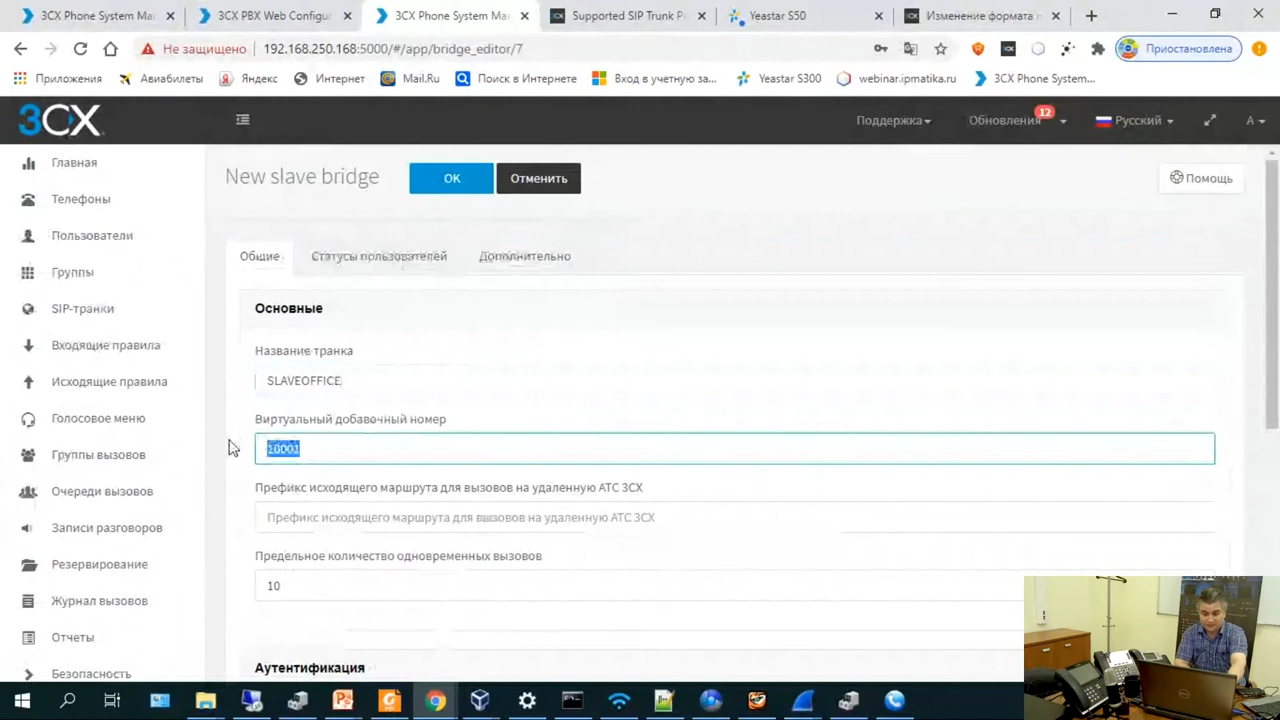 3CX Phone System Ma
3CX PBX Web Configur
3CX Phone System Ma
Supported SIP Trunk P
Yeastar S50
Изменение формата п
Не защищено
192.168.250.168:5000/#/app/bridge_editor/7
Приостановлена
Приложения
Авиабилеты
Яндекс
Интернет
Mail.Ru
Поиск в Интернете
Вход в учетную за...
Yeastar S300
webinar.ipmatika.ru
3CX Phone System...
3CX
Поддержка
Обновления
12
Русский
A
Главная
Телефоны
Пользователи
Группы
SIP-транки
Входящие правила
Исходящие правила
Голосовое меню
Группы вызовов
Очереди вызовов
Записи разговоров
Резервирование
Журнал вызовов
Отчеты
Безопасность
New slave bridge
OK
Отменить
Помощь
Общие
Статусы пользователей
Дополнительно
Основные
Название транка
SLAVEOFFICE
Виртуальный добавочный номер
10001
Префикс исходящего маршрута для вызовов на удаленную АТС 3CX
Префикс исходящего маршрута для вызовов на удаленную АТС 3CX
Предельное количество одновременных вызовов
10
Аутентификация